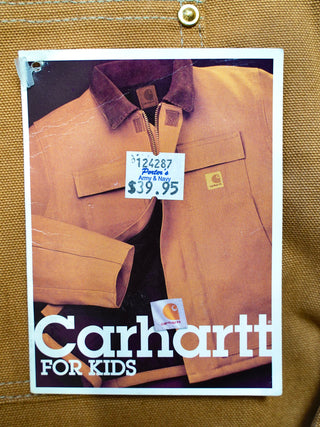 124287
Porter's
Army & Navy
$39.95
carhartt
Carhartt
FOR KIDS